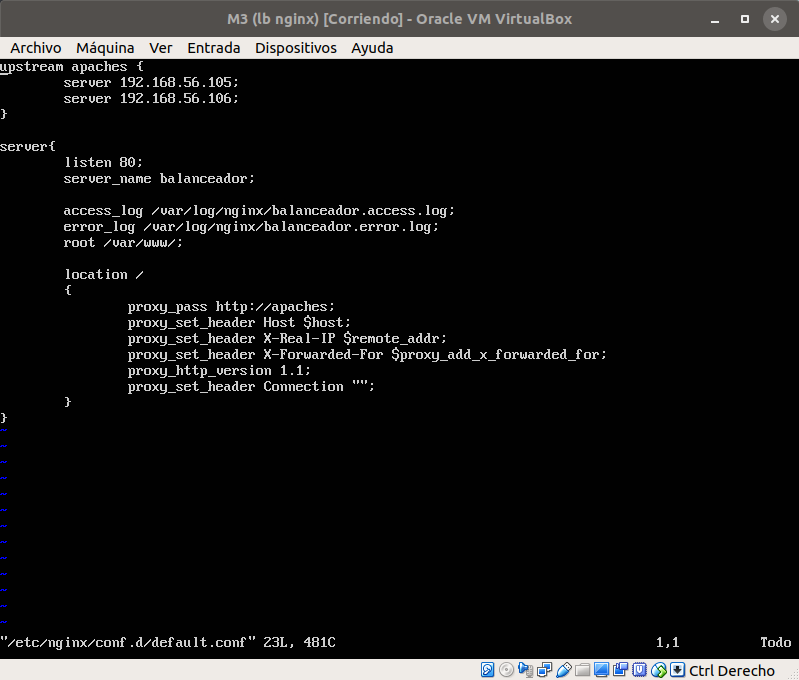 M3 (lb nginx) [Corriendo] - Oracle VM VirtualBox
Archivo Máquina Ver Entrada Dispositivos Ayuda
upstream apaches {
        server 192.168.56.105;
        server 192.168.56.106;
}
server{
        listen 80;
        server_name balanceador;
        access_log /var/log/nginx/balanceador.access.log;
        error_log /var/log/nginx/balanceador.error.log;
        root /var/www/;
        location /
        {
                proxy_pass http://apaches;
                proxy_set_header Host $host;
                proxy_set_header X-Real-IP $remote_addr;
                proxy_set_header X-Forwarded-For $proxy_add_x_forwarded_for;
                proxy_http_version 1.1;
                proxy_set_header Connection "";
        }
}
~
~
~
~
~
~
~
~
~
~
~
~
~
"/etc/nginx/conf.d/default.conf" 23L, 481C 1,1 Todo
Ctrl Derecho